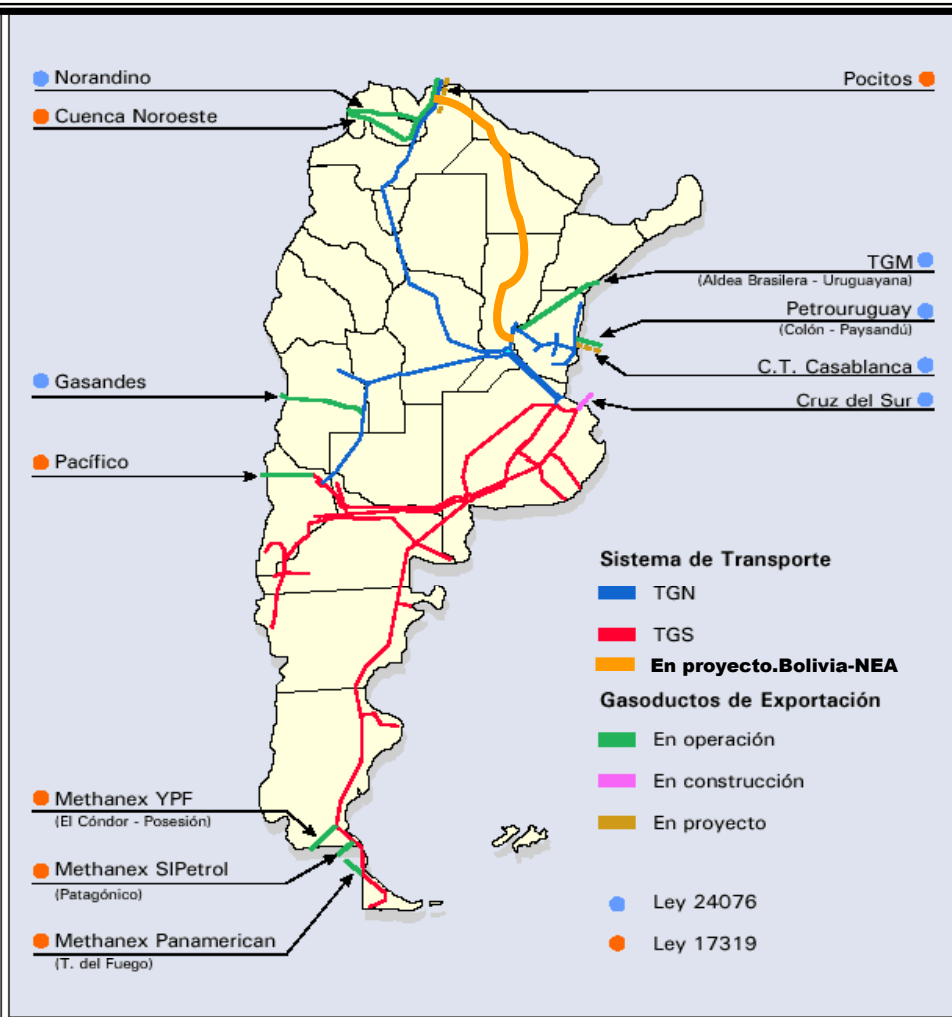 Norandino
Pocitos
Cuenca Noroeste
TGM
(Aldea Brasilera - Uruguayana)
Petrouruguay
(Colón - Paysandú)
C.T. Casablanca
Gasandes
Cruz del Sur
Pacífico
Sistema de Transporte
TGN
TGS
En proyecto.Bolivia-NEA
Gasoductos de Exportación
En operación
En construcción
En proyecto
Methanex YPF
(El Cóndor - Posesión)
Methanex SIPetrol
(Patagónico)
Methanex Panamerican
(T. del Fuego)
Ley 24076
Ley 17319